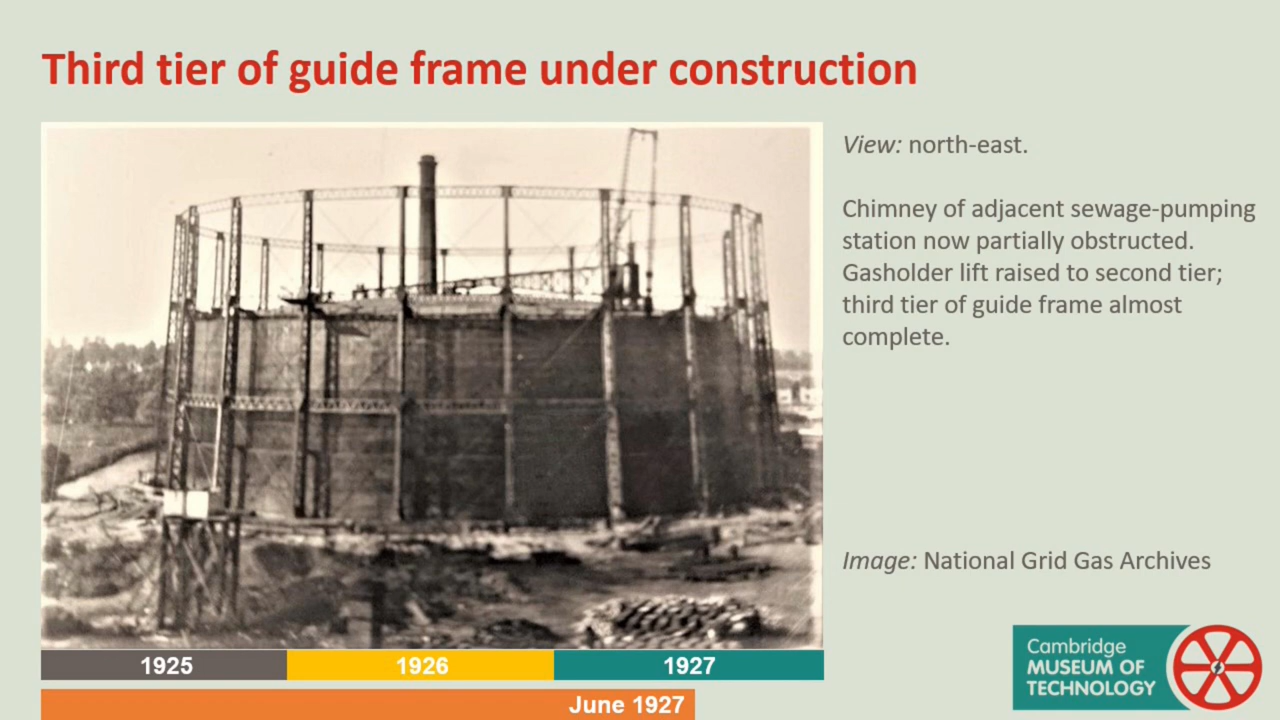 Third tier of guide frame under construction
View: north-east.
Chimney of adjacent sewage-pumping
station now partially obstructed.
Gasholder lift raised to second tier;
third tier of guide frame almost
complete.
Image: National Grid Gas Archives
1925 1926 1927
June 1927
Cambridge
MUSEUM OF
TECHNOLOGY